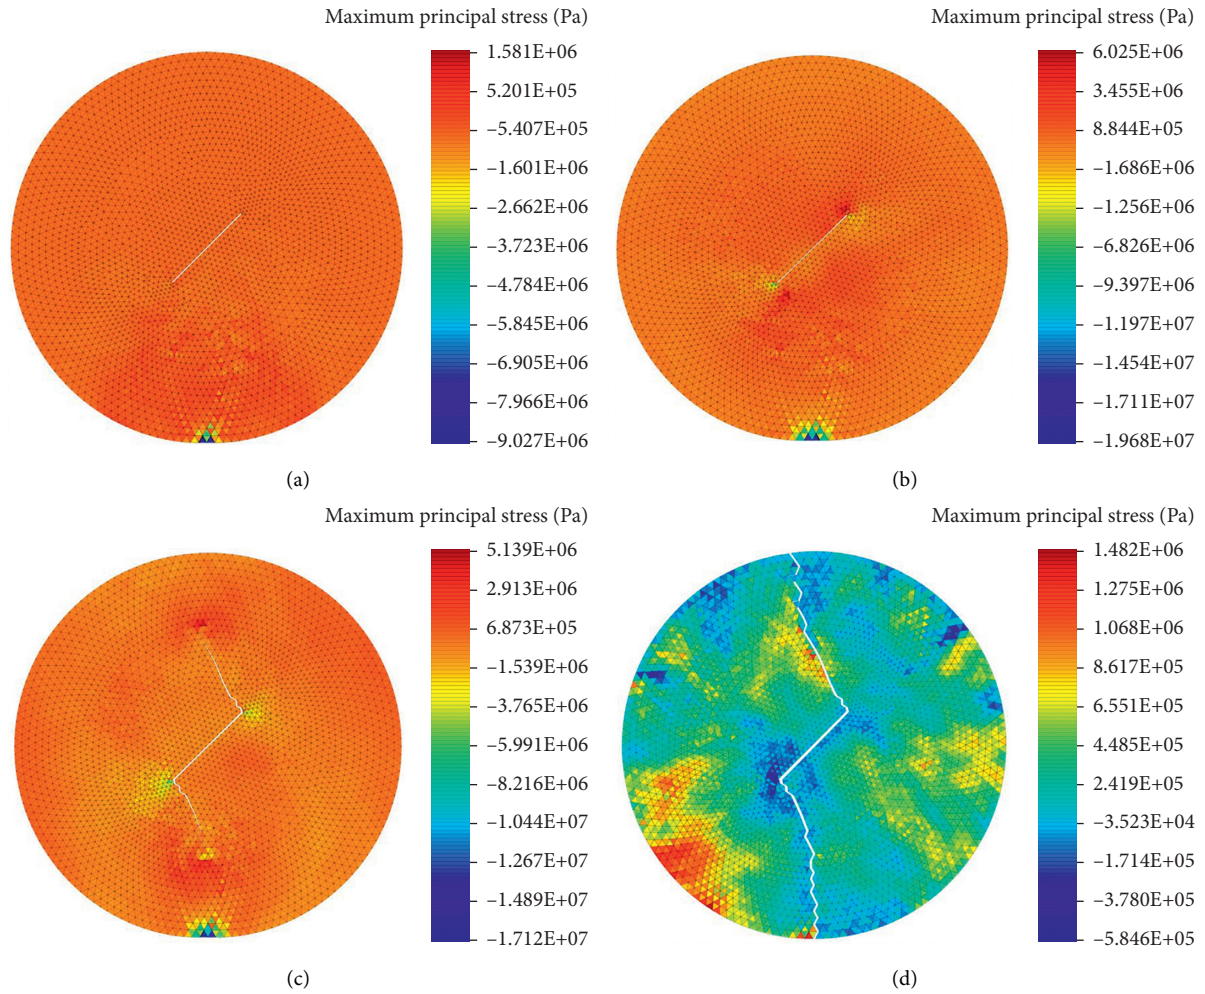 Maximum principal stress (Pa)
1.581E+06
5.201E+05
–5.407E+05
–1.601E+06
–2.662E+06
–3.723E+06
–4.784E+06
–5.845E+06
–6.905E+06
–7.966E+06
–9.027E+06
(a)
Maximum principal stress (Pa)
6.025E+06
3.455E+06
8.844E+05
–1.686E+06
–1.256E+06
–6.826E+06
–9.397E+06
–1.197E+07
–1.454E+07
–1.711E+07
–1.968E+07
(b)
Maximum principal stress (Pa)
5.139E+06
2.913E+06
6.873E+05
–1.539E+06
–3.765E+06
–5.991E+06
–8.216E+06
–1.044E+07
–1.267E+07
–1.489E+07
–1.712E+07
(c)
Maximum principal stress (Pa)
1.482E+06
1.275E+06
1.068E+06
8.617E+05
6.551E+05
4.485E+05
2.419E+05
–3.523E+04
–1.714E+05
–3.780E+05
–5.846E+05
(d)